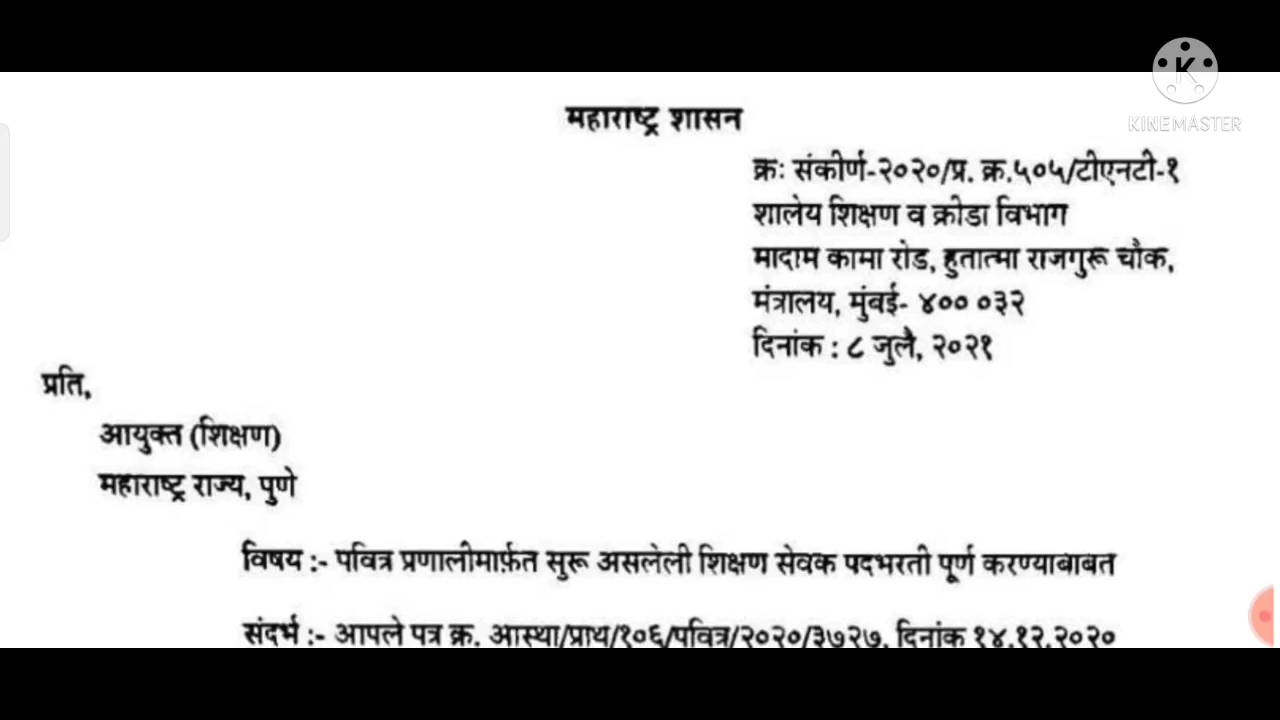 KINEMASTER
महाराष्ट्र शासन
क्रः संकीर्ण-२०२०/प्र. क्र.५०५/टीएनटी-१
शालेय शिक्षण व क्रीडा विभाग
मादाम कामा रोड, हुतात्मा राजगुरू चौक,
मंत्रालय, मुंबई- ४०० ०३२
दिनांक : ८ जुलै, २०२१
प्रति,
आयुक्त (शिक्षण)
महाराष्ट्र राज्य, पुणे
विषय :- पवित्र प्रणालीमार्फ़त सुरू असलेली शिक्षण सेवक पदभरती पूर्ण करण्याबाबत
संदर्भ :- आपले पत्र क्र. आस्था/प्राथ/१०६/पवित्र/२०२०/३७२७, दिनांक १४.१२.२०२०